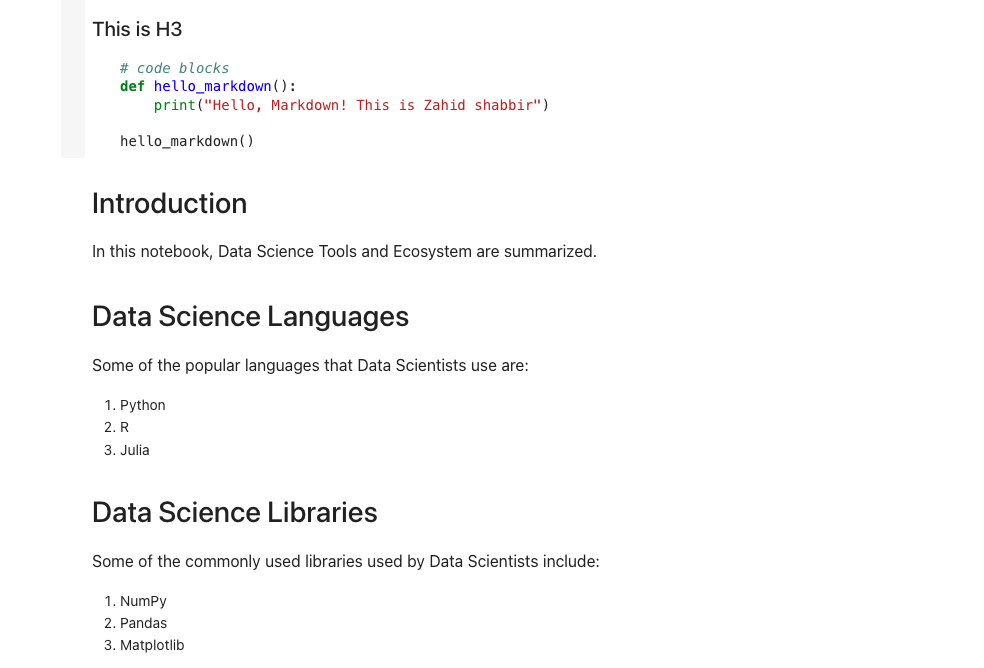 This is H3
# code blocks
def hello_markdown():
    print("Hello, Markdown! This is Zahid shabbir")
hello_markdown()
Introduction
In this notebook, Data Science Tools and Ecosystem are summarized.
Data Science Languages
Some of the popular languages that Data Scientists use are:
1. Python
2. R
3. Julia
Data Science Libraries
Some of the commonly used libraries used by Data Scientists include:
1. NumPy
2. Pandas
3. Matplotlib